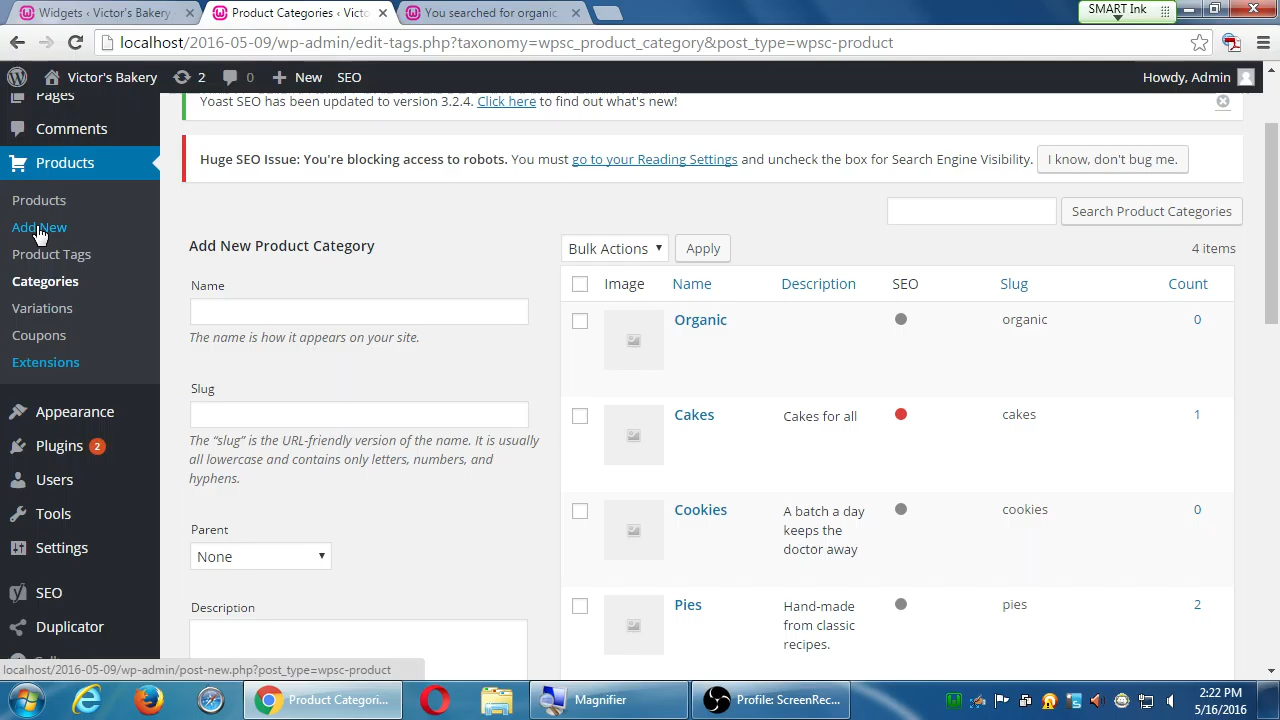 Widgets ‹ Victor's Bakery
Product Categories ‹ Victo
You searched for organic
SMART Ink
localhost/2016-05-09/wp-admin/edit-tags.php?taxonomy=wpsc_product_category&post_type=wpsc-product
Victor's Bakery
2
0
New
SEO
Howdy, Admin
Pages
Comments
Products
Products
Add New
Product Tags
Categories
Variations
Coupons
Extensions
Appearance
Plugins 2
Users
Tools
Settings
SEO
Duplicator
Yoast SEO has been updated to version 3.2.4. Click here to find out what's new!
Huge SEO Issue: You're blocking access to robots. You must go to your Reading Settings and uncheck the box for Search Engine Visibility.
I know, don't bug me.
Search Product Categories
Add New Product Category
Name
The name is how it appears on your site.
Slug
The “slug” is the URL-friendly version of the name. It is usually
all lowercase and contains only letters, numbers, and
hyphens.
Parent
None
Description
Bulk Actions
Apply
4 items
Image Name Description SEO Slug Count
Organic organic 0
Cakes Cakes for all cakes 1
Cookies A batch a day cookies 0
keeps the
doctor away
Pies Hand-made pies 2
from classic
recipes.
localhost/2016-05-09/wp-admin/post-new.php?post_type=wpsc-product
Product Categori...
Magnifier
Profile: ScreenRec...
2:22 PM
5/16/2016